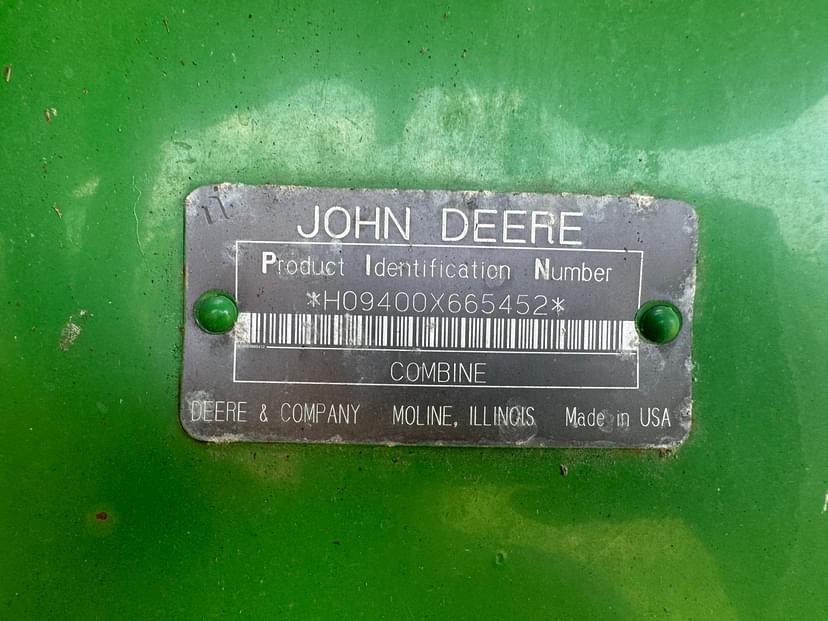 JOHN DEERE
Product Identification Number
*H09400X665452*
COMBINE
DEERE & COMPANY MOLINE, ILLINOIS Made in USA